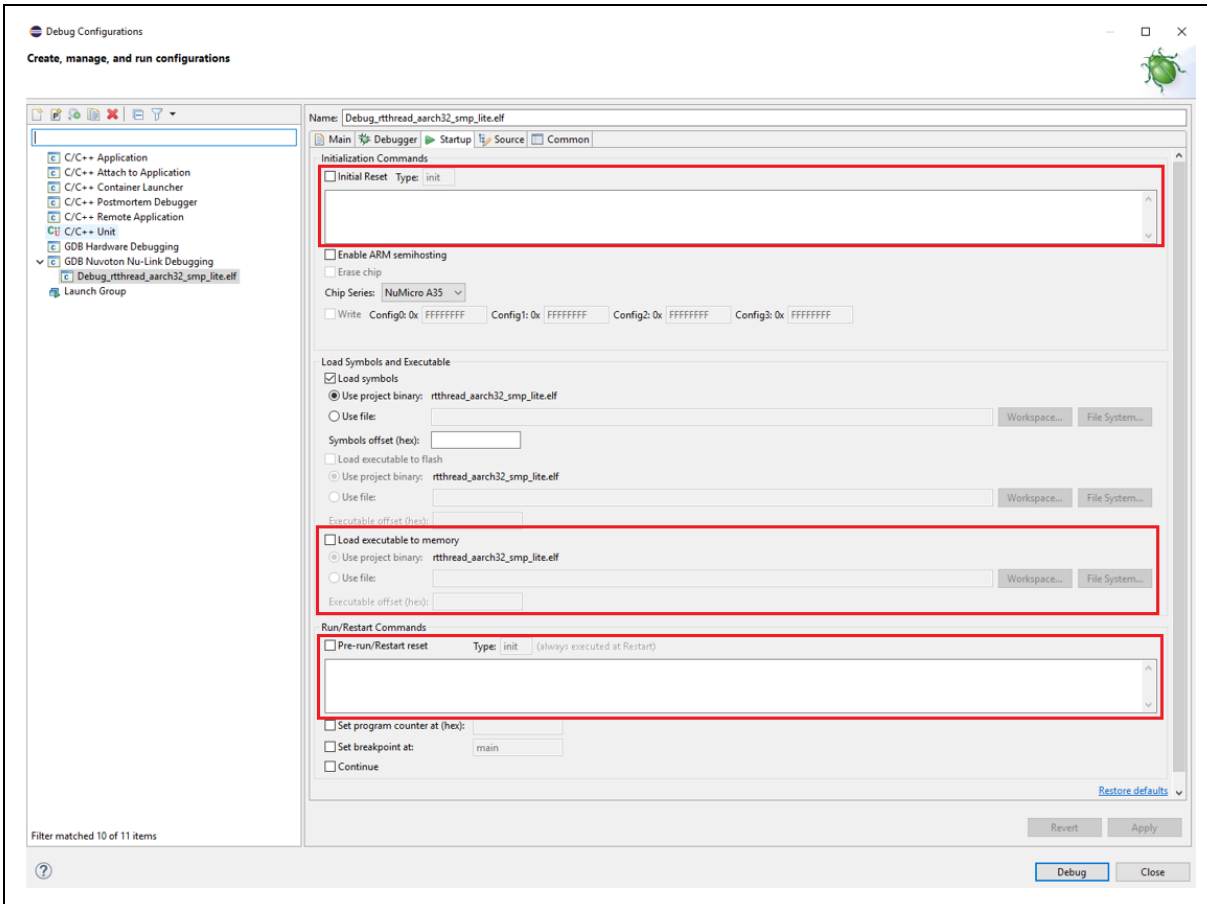 Debug Configurations
Create, manage, and run configurations
Name: Debug_rtthread_aarch32_smp_lite.elf
Main Debugger Startup Source Common
C/C++ Application
C/C++ Attach to Application
C/C++ Container Launcher
C/C++ Postmortem Debugger
C/C++ Remote Application
C/C++ Unit
GDB Hardware Debugging
GDB Nuvoton Nu-Link Debugging
Debug_rtthread_aarch32_smp_lite.elf
Launch Group
Filter matched 10 of 11 items
Initialization Commands
Initial Reset Type: init
Enable ARM semihosting
Erase chip
Chip Series: NuMicro A35
Write Config0: 0x FFFFFFFF Config1: 0x FFFFFFFF Config2: 0x FFFFFFFF Config3: 0x FFFFFFFF
Load Symbols and Executable
Load symbols
Use project binary: rtthread_aarch32_smp_lite.elf
Use file: Workspace... File System...
Symbols offset (hex):
Load executable to flash
Use project binary: rtthread_aarch32_smp_lite.elf
Use file: Workspace... File System...
Executable offset (hex):
Load executable to memory
Use project binary: rtthread_aarch32_smp_lite.elf
Use file: Workspace... File System...
Executable offset (hex):
Run/Restart Commands
Pre-run/Restart reset Type: init (always executed at Restart)
Set program counter at (hex):
Set breakpoint at: main
Continue
Restore defaults
Revert Apply
Debug Close